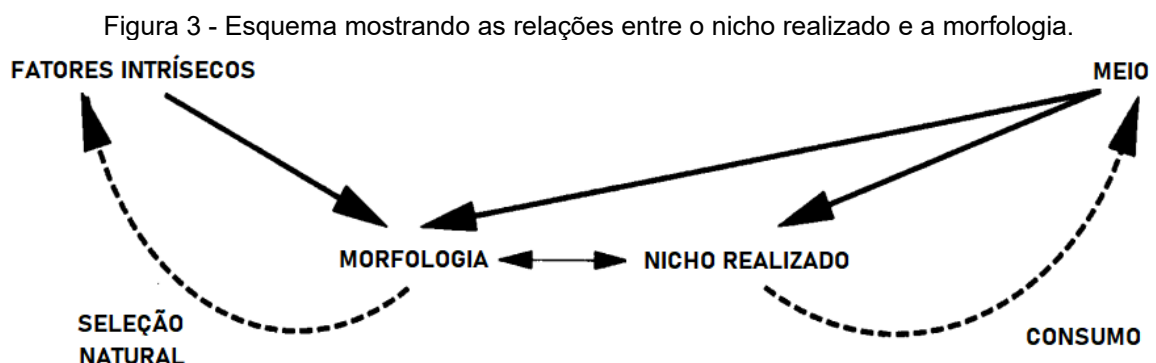 Figura 3 - Esquema mostrando as relações entre o nicho realizado e a morfologia.
FATORES INTRÍSECOS
MEIO
MORFOLOGIA
NICHO REALIZADO
SELEÇÃO
NATURAL
CONSUMO